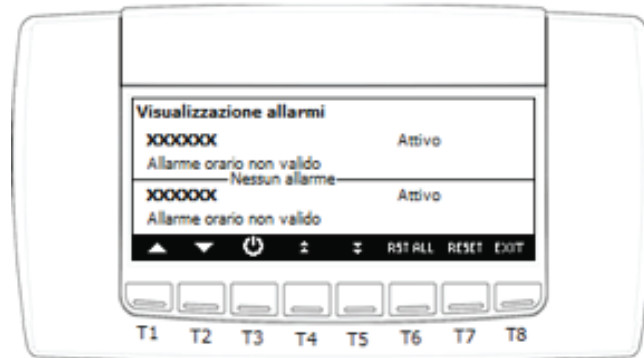 Visualizzazione allarmi
XXXXXX Attivo
Allarme orario non valido
Nessun allarme
XXXXXX Attivo
Allarme orario non valido
RST ALL RESET EXIT
T1 T2 T3 T4 T5 T6 T7 T8